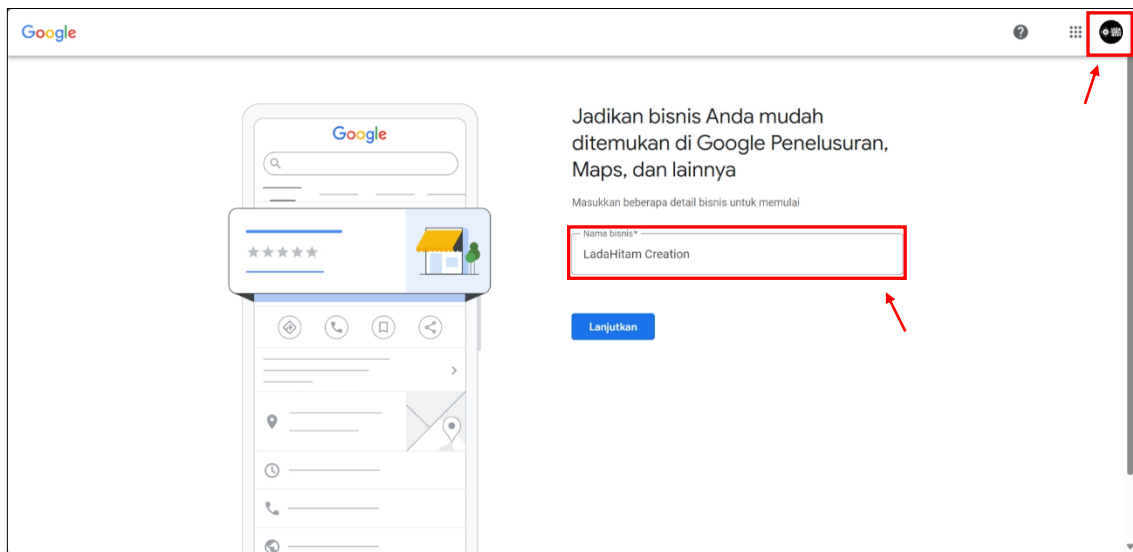 Google
Google
Jadikan bisnis Anda mudah
ditemukan di Google Penelusuran,
Maps, dan lainnya
Masukkan beberapa detail bisnis untuk memulai
Nama bisnis*
LadaHitam Creation
Lanjutkan